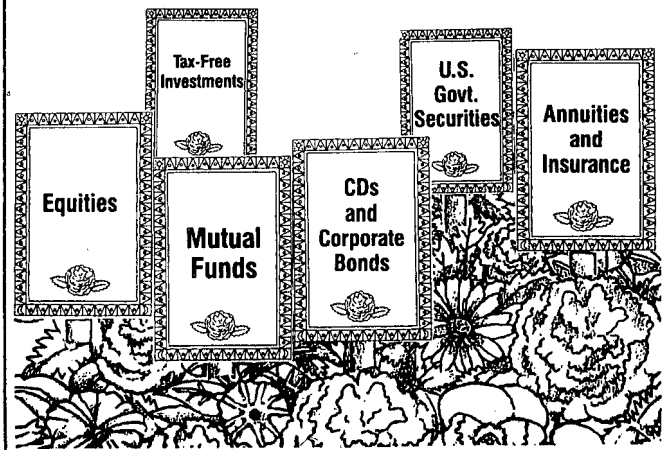 Tax-Free
Investments
U.S.
Govt.
Securities
Annuities
and
Insurance
Equities
Mutual
Funds
CDs
and
Corporate
Bonds